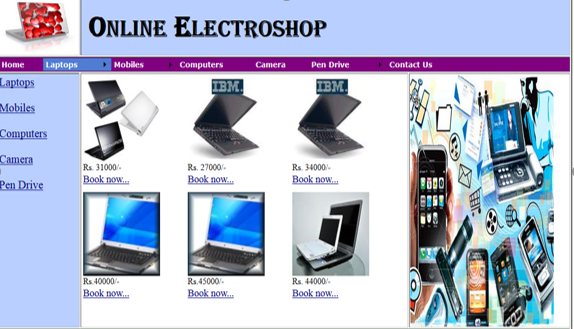 ONLINE ELECTROSHOP
Home Laptops Mobiles Computers Camera Pen Drive Contact Us
Laptops
Mobiles
Computers
Camera
Pen Drive
IBM. IBM.
Rs. 31000/- Rs. 27000/- Rs. 34000/-
Book now... Book now... Book now...
Rs.40000/- Rs.45000/- Rs. 44000/-
Book now... Book now... Book now...